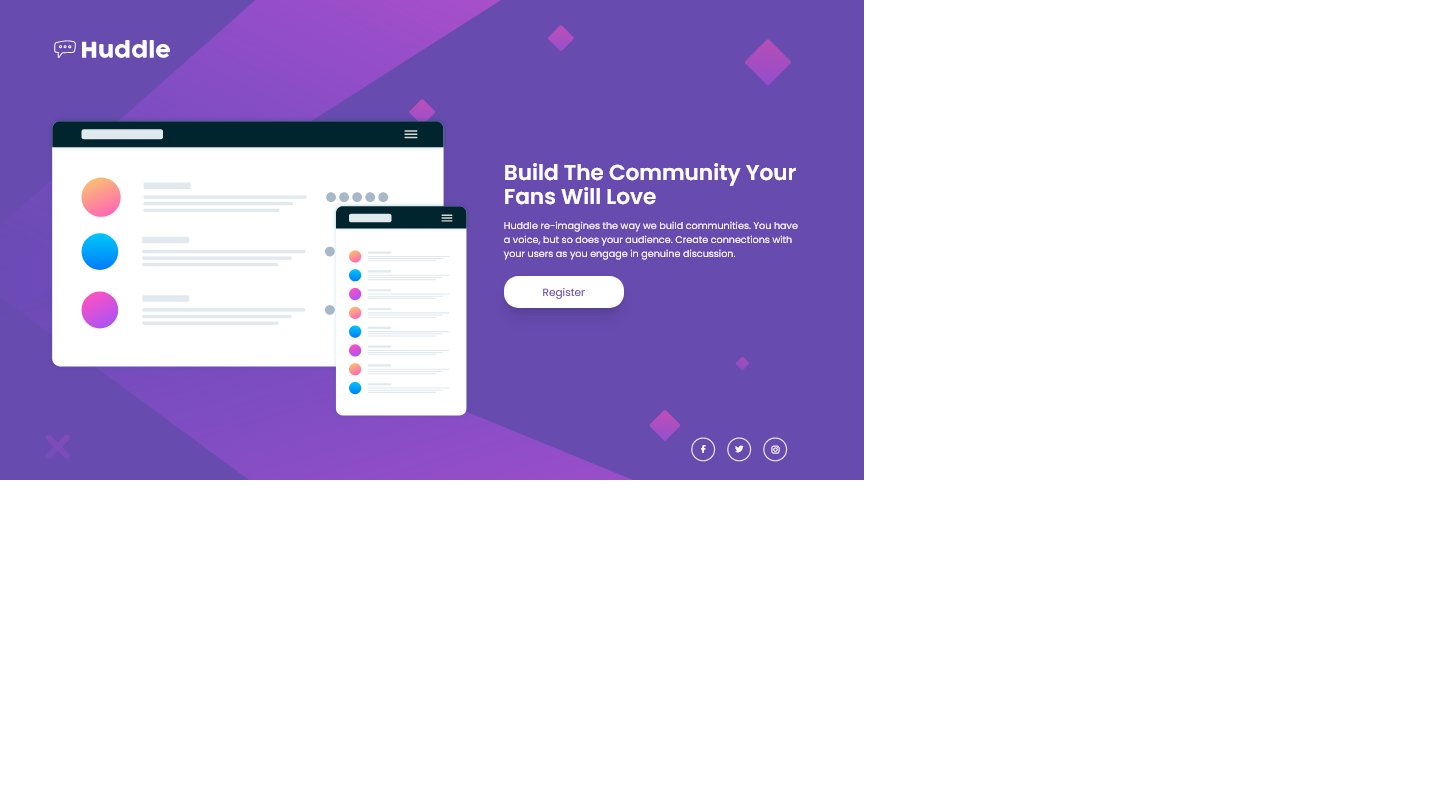 Huddle
Build The Community Your
Fans Will Love
Huddle re-imagines the way we build communities. You have
a voice, but so does your audience. Create connections with
your users as you engage in genuine discussion.
Register